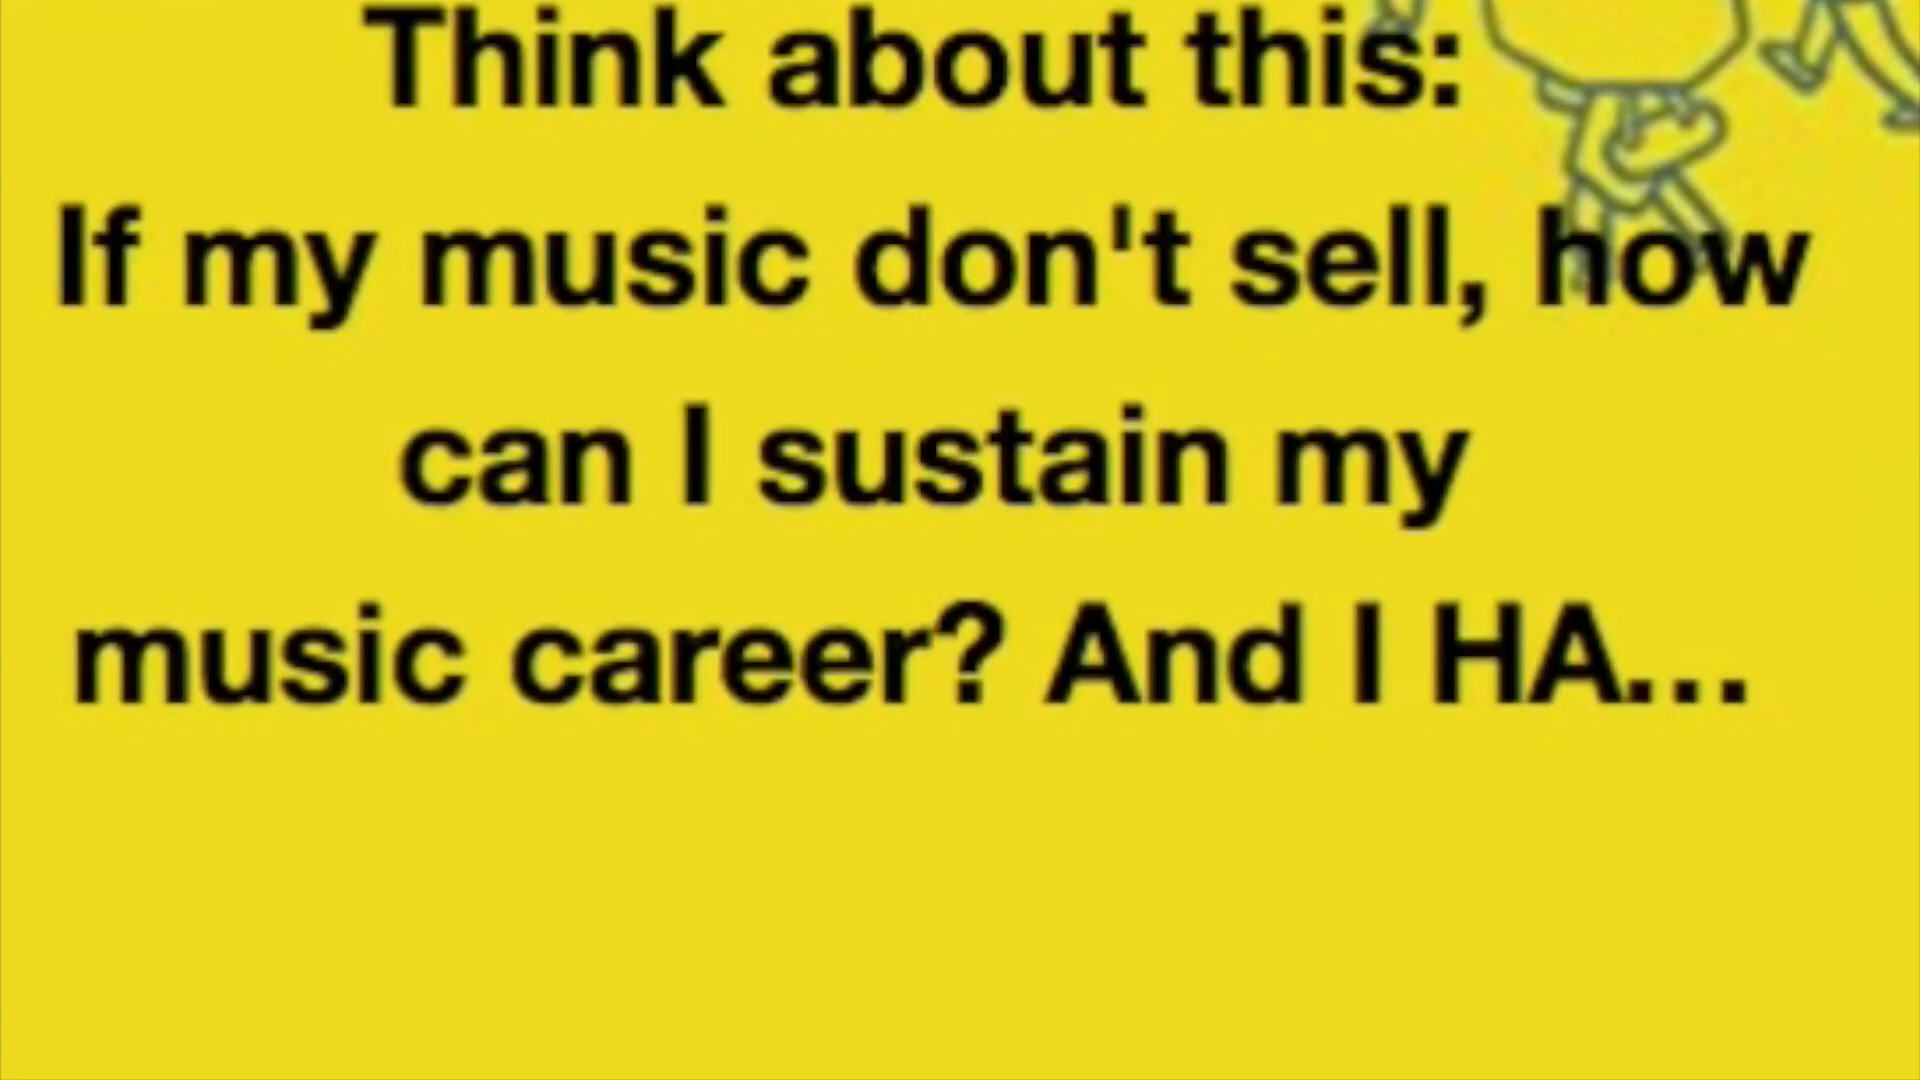 Think about this:
If my music don't sell, how
can I sustain my
music career? And I HA...